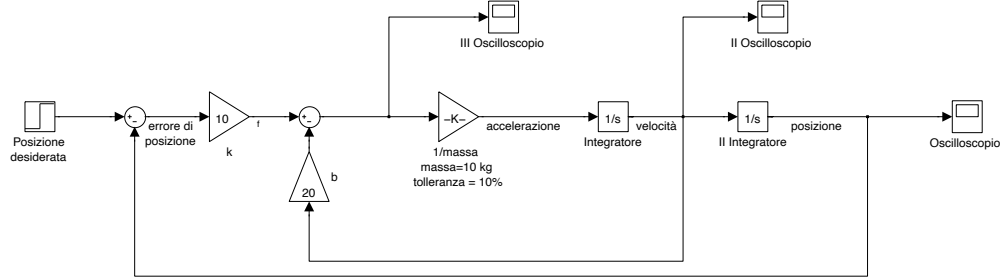 III Oscilloscopio
II Oscilloscopio
Posizione
desiderata
+
−
errore di
posizione
10
k
f
+
−
20
b
−K−
1/massa
massa=10 kg
tolleranza = 10%
accelerazione
1/s
Integratore
velocità
1/s
II Integratore
posizione
Oscilloscopio